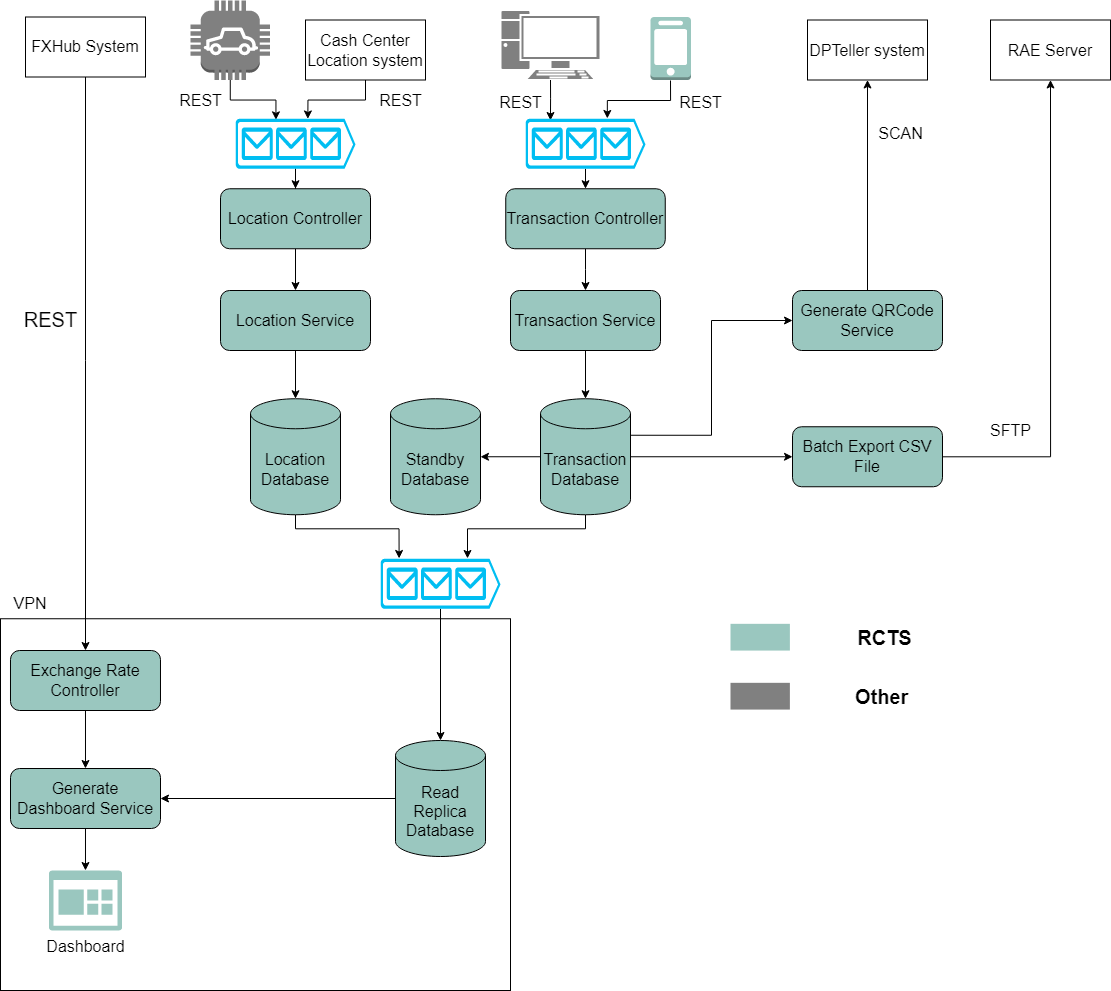 FXHub System
Cash Center
Location system
DPTeller system
RAE Server
REST
REST
REST
REST
SCAN
Location Controller
Transaction Controller
REST
Location Service
Transaction Service
Generate QRCode
Service
Location
Database
Standby
Database
Transaction
Database
Batch Export CSV
File
SFTP
VPN
RCTS
Exchange Rate
Controller
Other
Generate
Dashboard Service
Read
Replica
Database
Dashboard